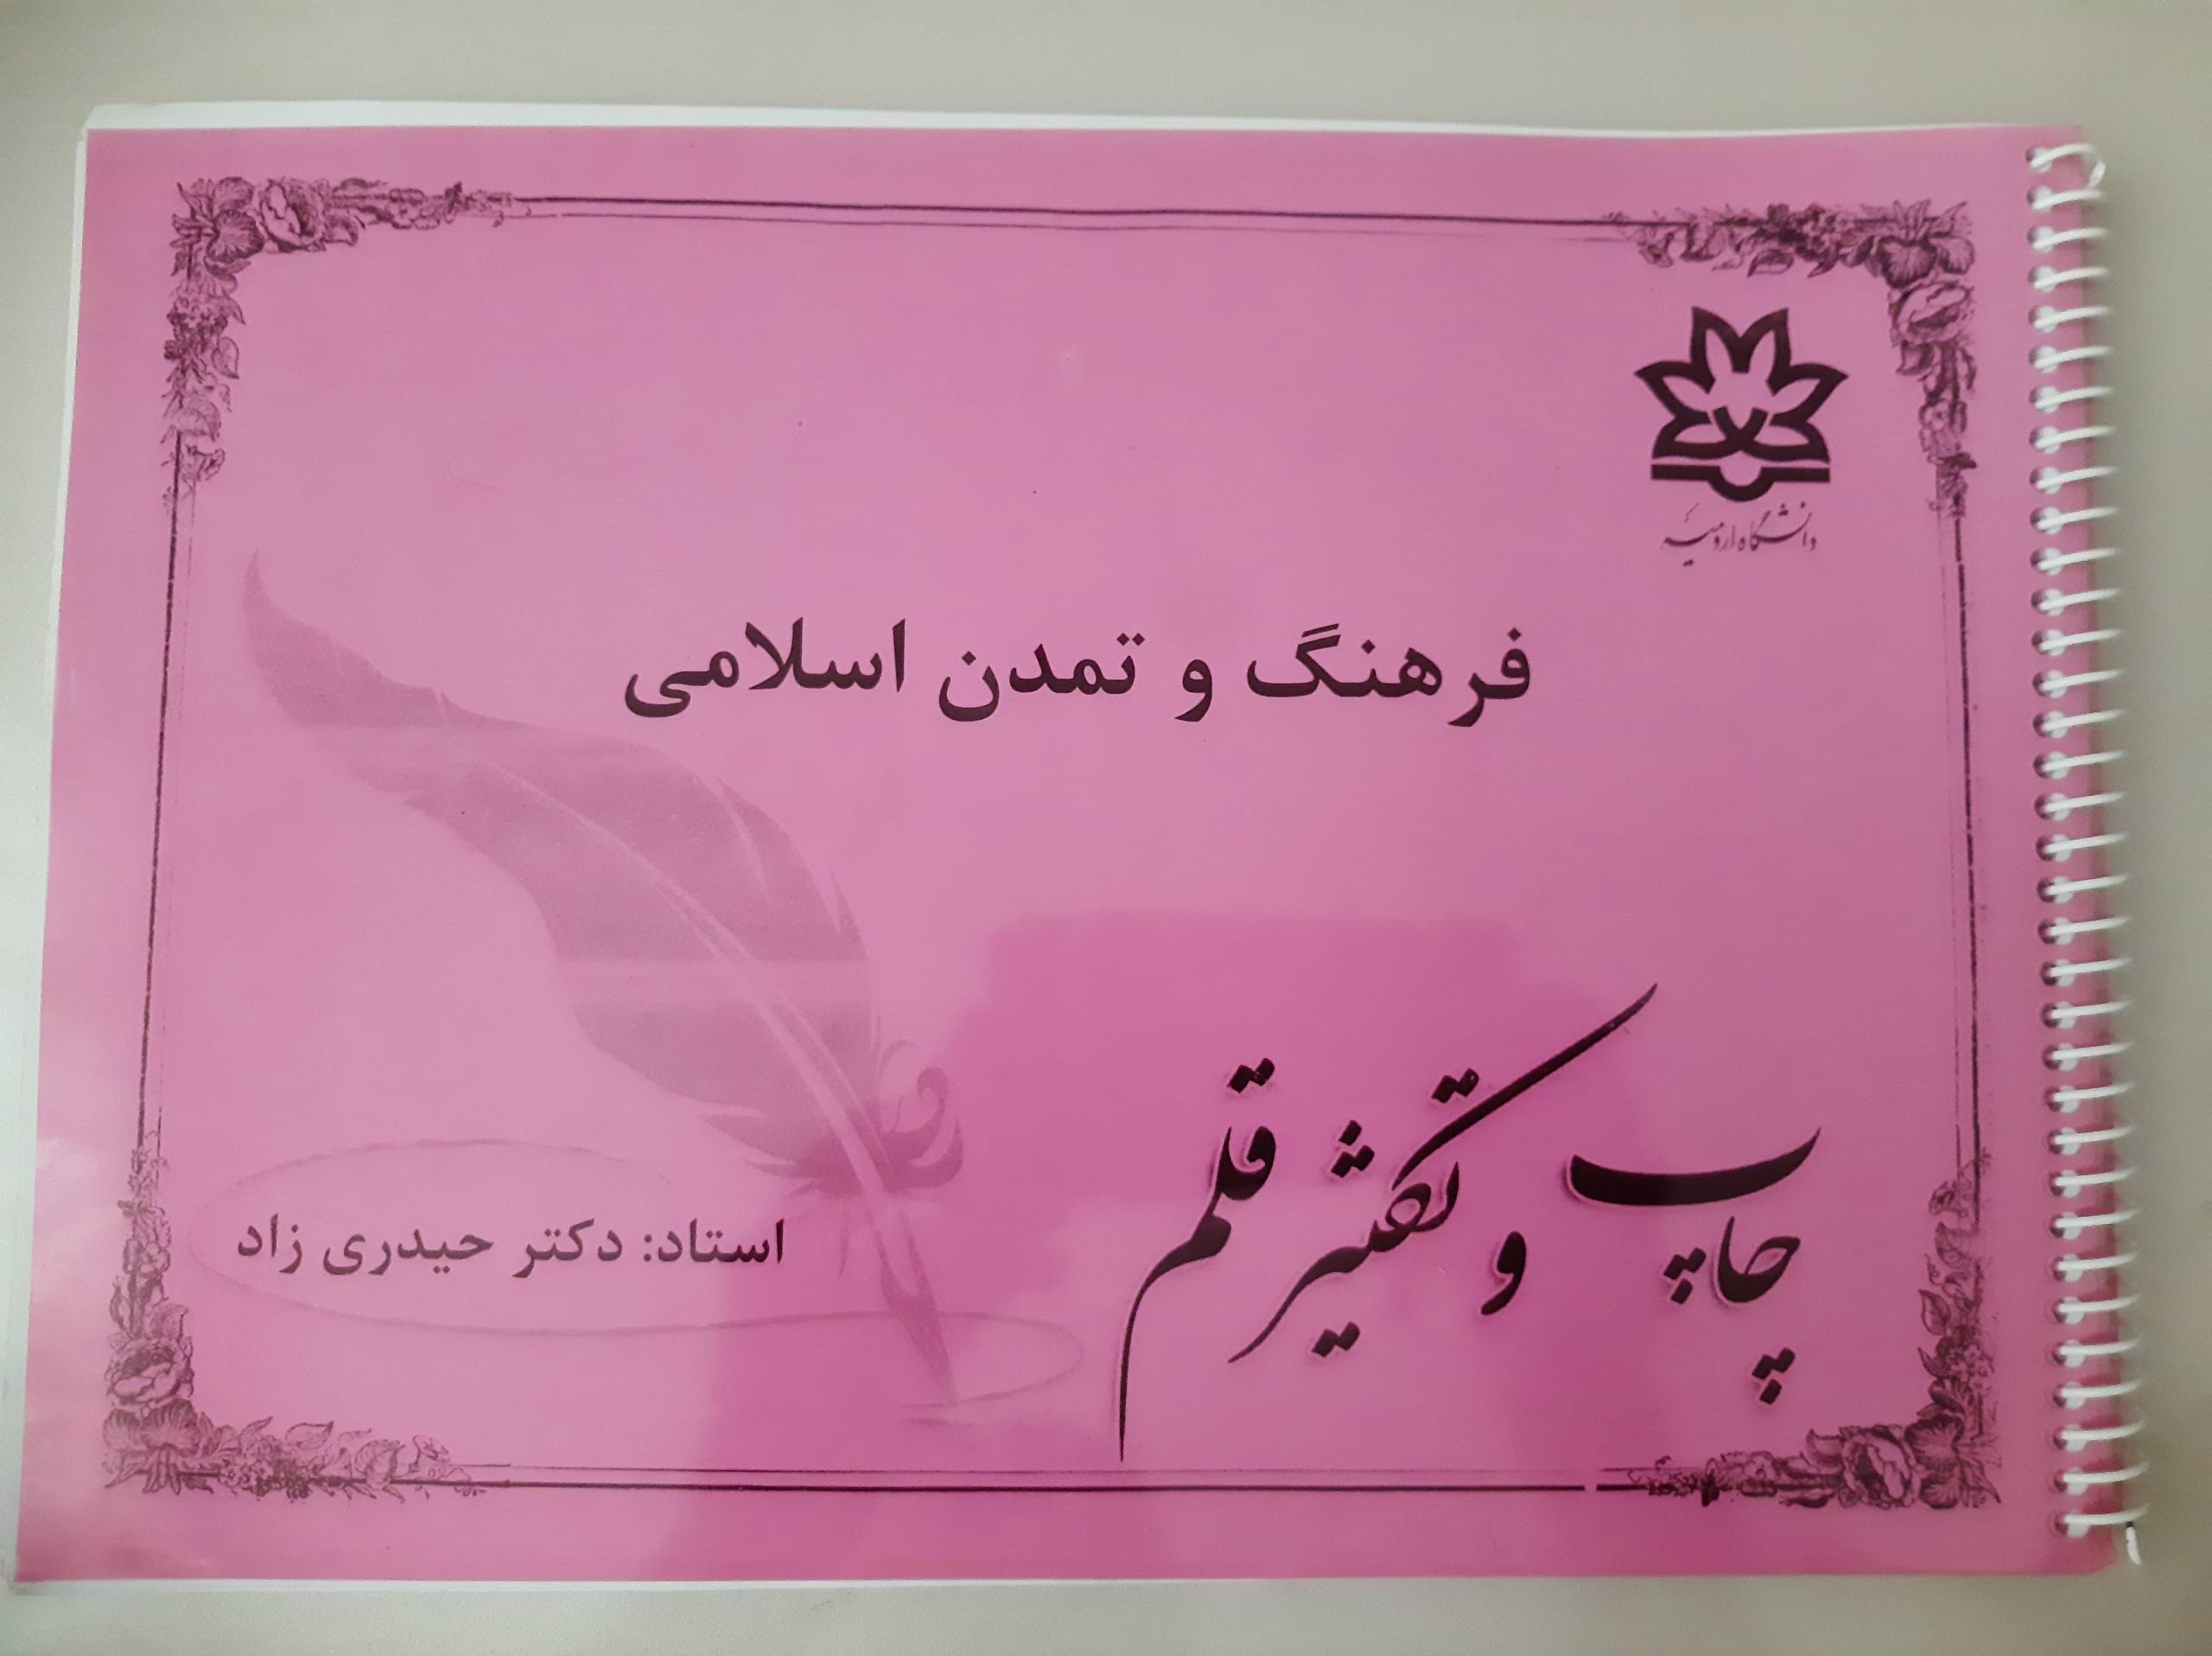 دانشگاه ارومیه
فرهنگ و تمدن اسلامی
چاپ و تکثیر قلم
استاد: دکتر حیدری زاد